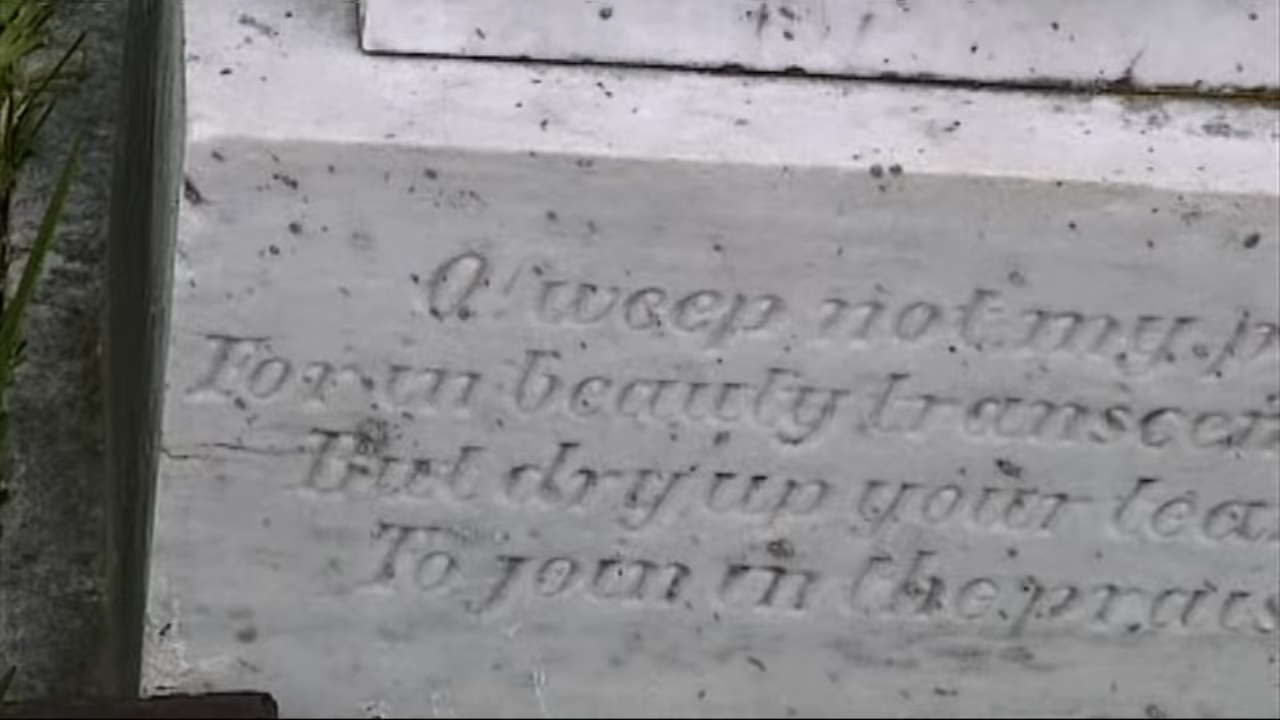 O! weep not my p
For in beauty transcen
But dry up your tea
To join in the prais